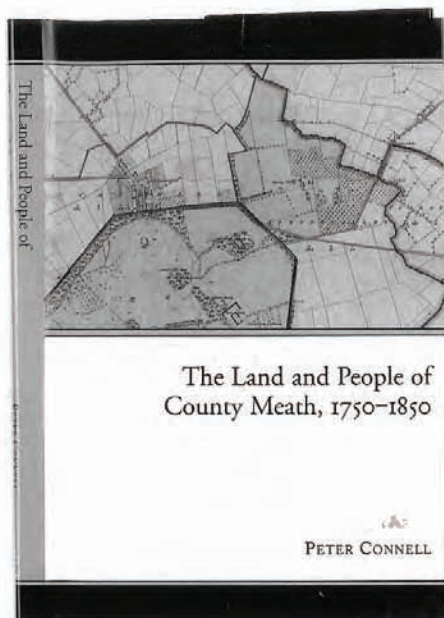 The Land and People of
The Land and People of
County Meath, 1750–1850
PETER CONNELL